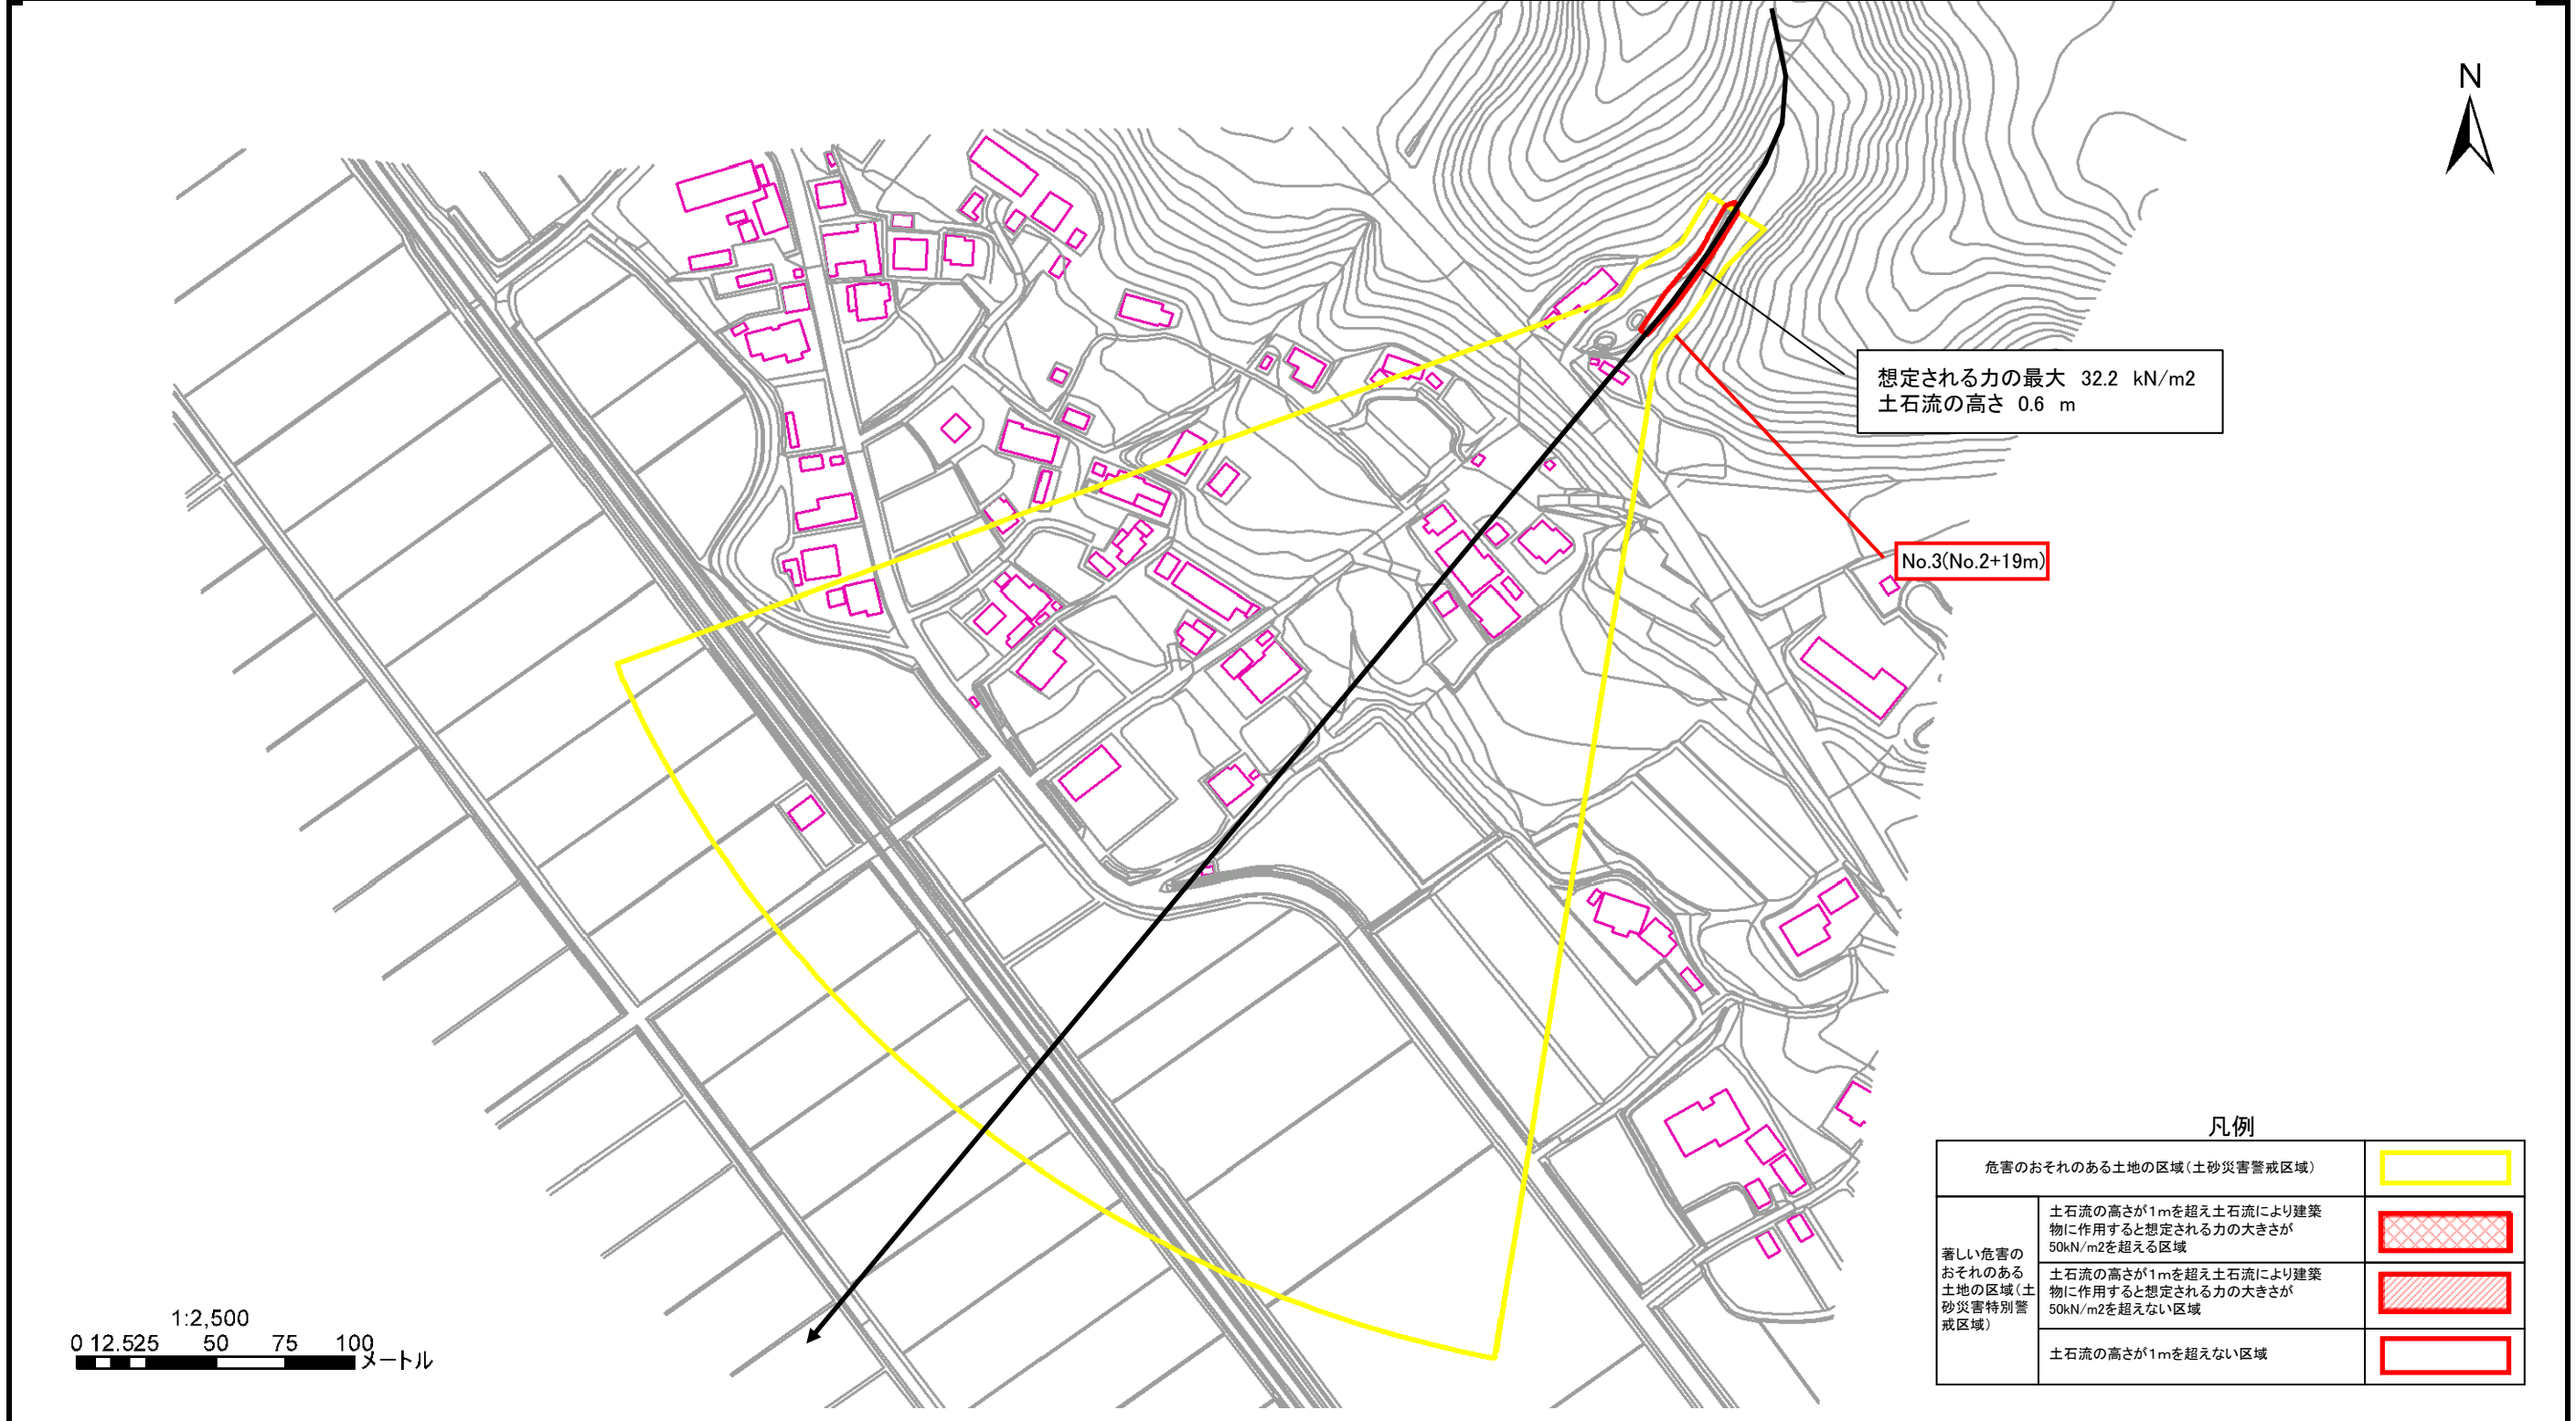 N
想定される力の最大 32.2 kN/m2
土石流の高さ 0.6 m
No.3(No.2+19m)
凡例
危害のおそれのある土地の区域(土砂災害警戒区域)
著しい危害の
おそれのある
土地の区域(土
砂災害特別警
戒区域)
土石流の高さが1mを超え土石流により建築
物に作用すると想定される力の大きさが
50kN/m2を超える区域
土石流の高さが1mを超え土石流により建築
物に作用すると想定される力の大きさが
50kN/m2を超えない区域
土石流の高さが1mを超えない区域
1:2,500
0 12.525 50 75 100
メートル